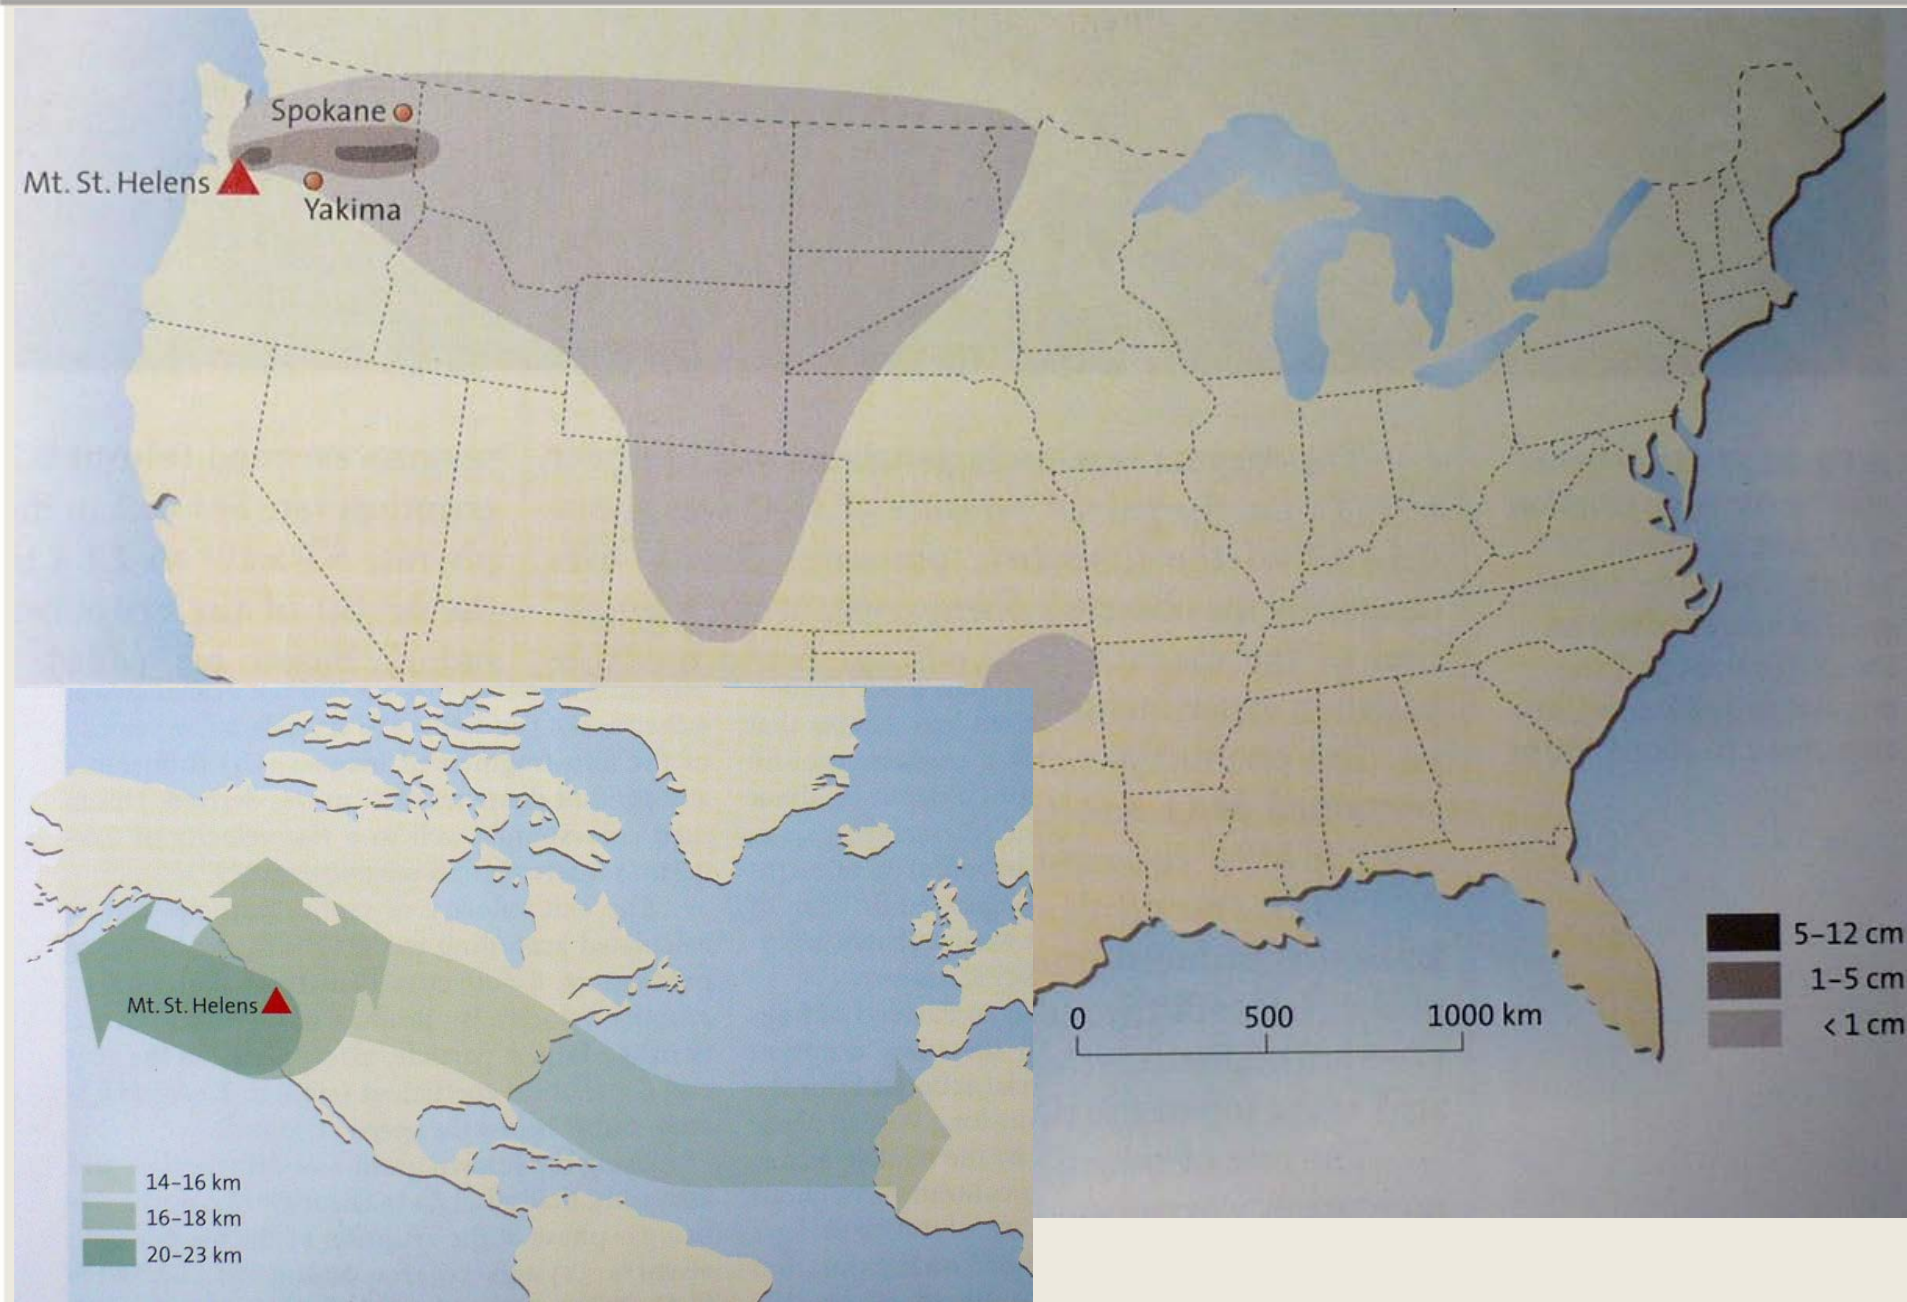 Spokane
Mt. St. Helens
Yakima
5–12 cm
1–5 cm
< 1 cm
0 500 1000 km
Mt. St. Helens
14–16 km
16–18 km
20–23 km